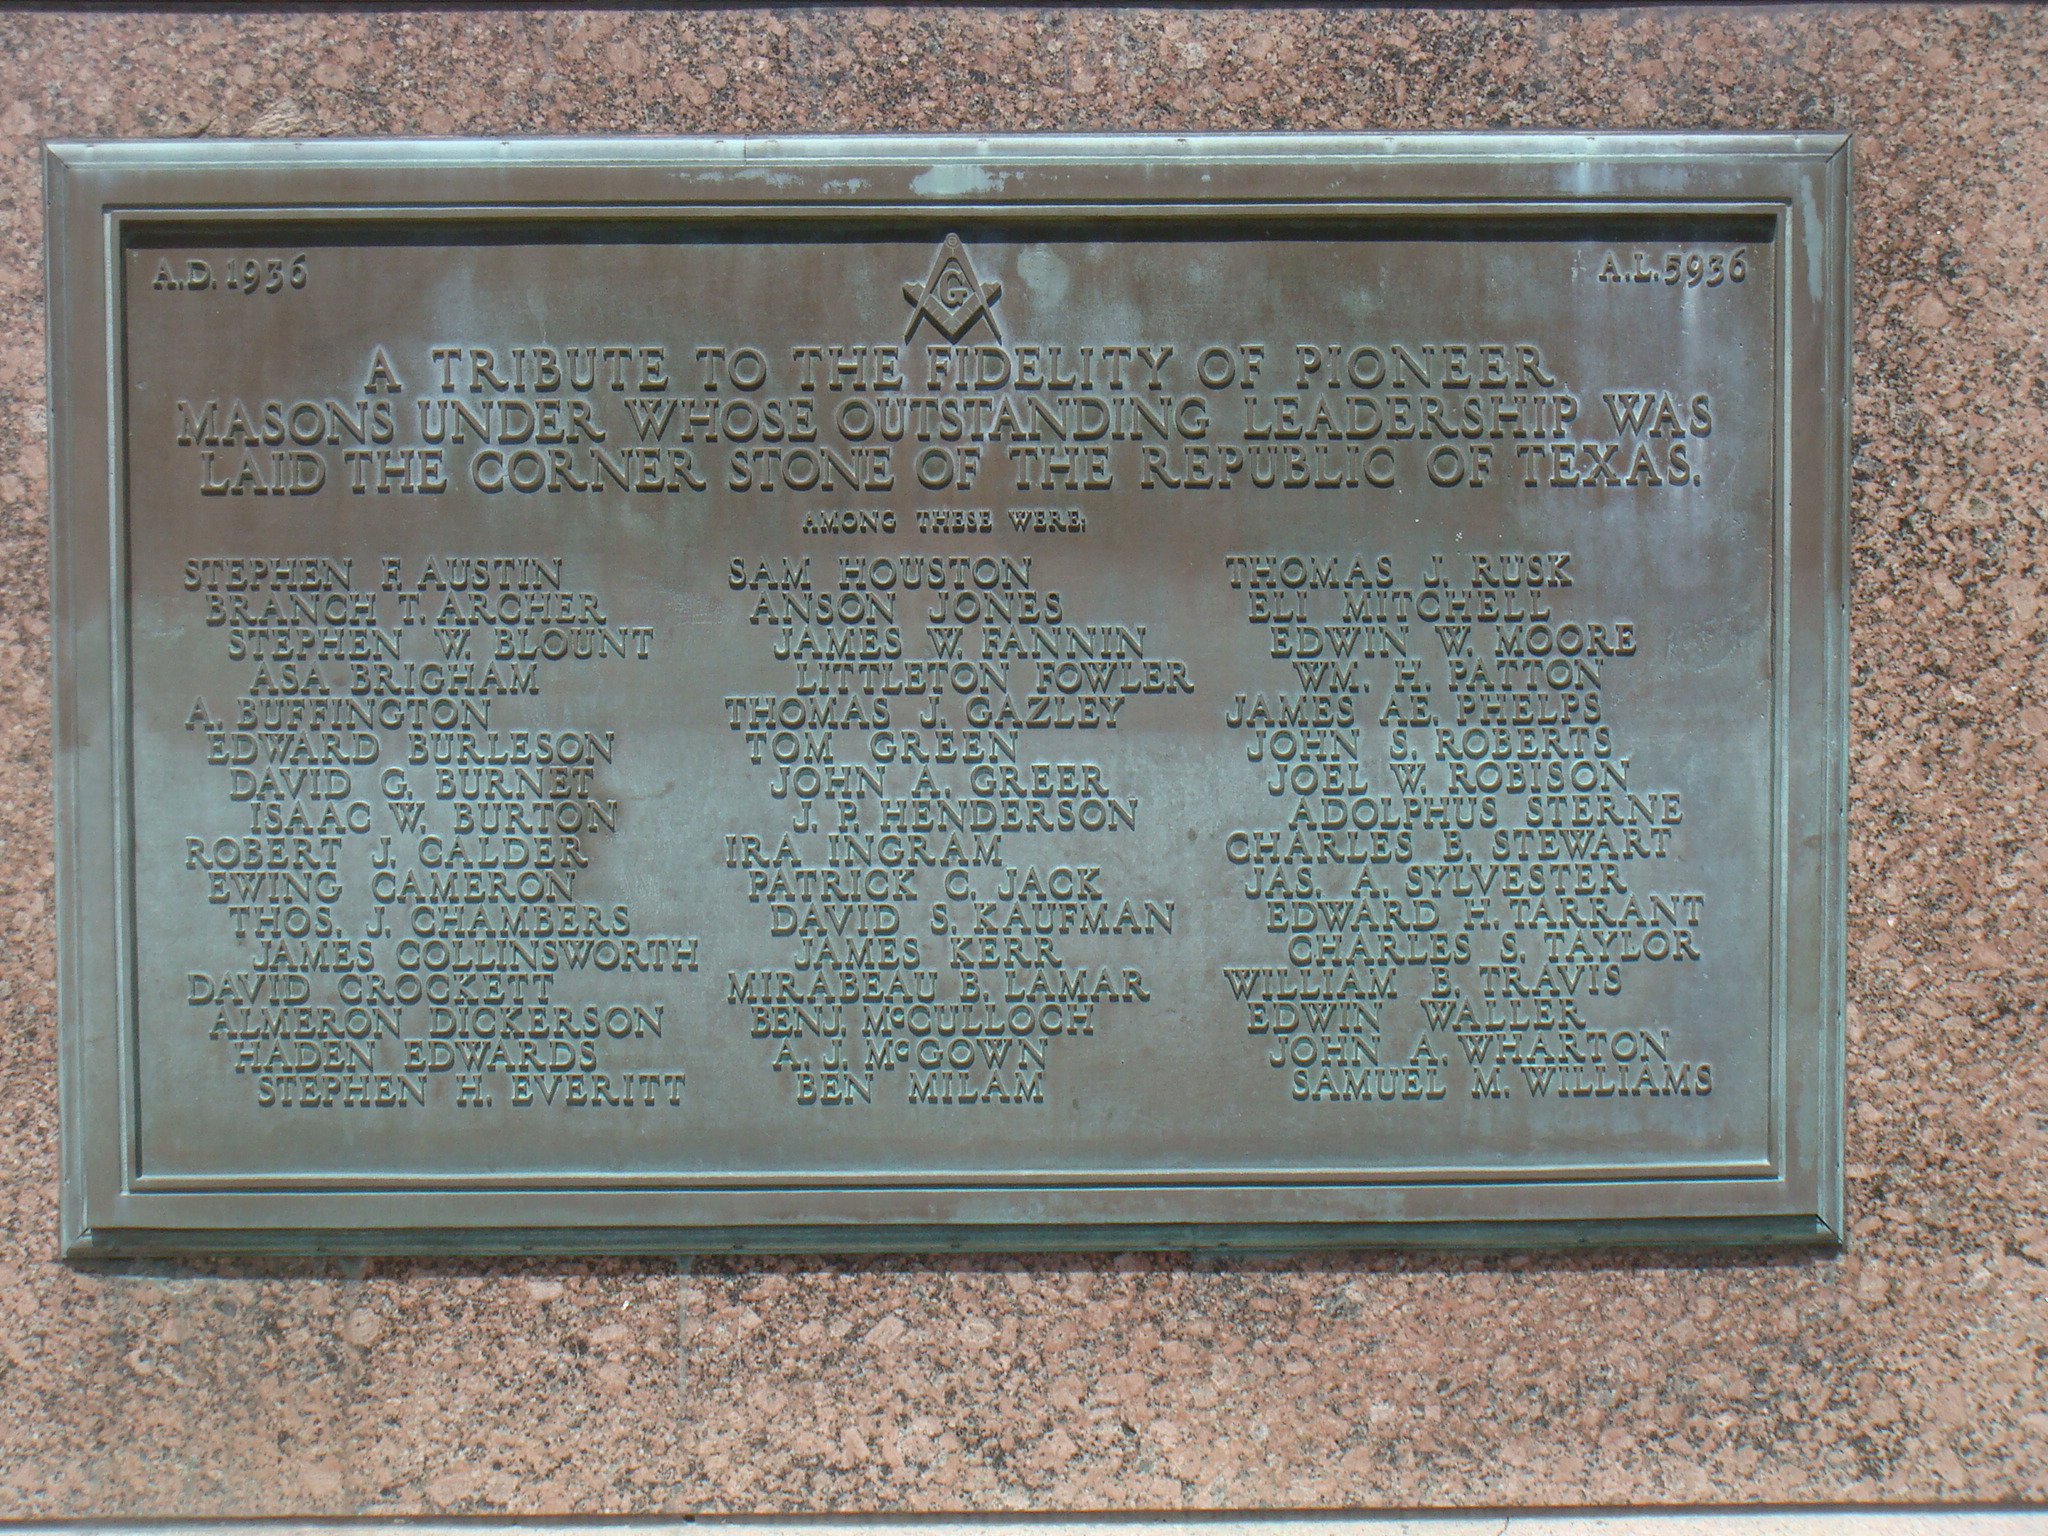 A.D. 1936
G
A.L. 5936
A TRIBUTE TO THE FIDELITY OF PIONEER
MASONS UNDER WHOSE OUTSTANDING LEADERSHIP WAS
LAID THE CORNER STONE OF THE REPUBLIC OF TEXAS.
AMONG THESE WERE:
STEPHEN F. AUSTIN
BRANCH T. ARCHER
STEPHEN W. BLOUNT
ASA BRIGHAM
A. BUFFINGTON
EDWARD BURLESON
DAVID G. BURNET
ISAAC W. BURTON
ROBERT J. CALDER
EWING CAMERON
THOS. J. CHAMBERS
JAMES COLLINSWORTH
DAVID CROCKETT
ALMERON DICKERSON
HADEN EDWARDS
STEPHEN H. EVERITT
SAM HOUSTON
ANSON JONES
JAMES W. FANNIN
LITTLETON FOWLER
THOMAS J. GAZLEY
TOM GREEN
JOHN A. GREER
J. P. HENDERSON
IRA INGRAM
PATRICK C. JACK
DAVID S. KAUFMAN
JAMES KERR
MIRABEAU B. LAMAR
BENJ. McCULLOCH
A. J. McGOWN
BEN MILAM
THOMAS J. RUSK
ELI MITCHELL
EDWIN W. MOORE
WM. H. PATTON
JAMES AE. PHELPS
JOHN S. ROBERTS
JOEL W. ROBISON
ADOLPHUS STERNE
CHARLES B. STEWART
JAS. A. SYLVESTER
EDWARD H. TARRANT
CHARLES S. TAYLOR
WILLIAM B. TRAVIS
EDWIN WALLER
JOHN A. WHARTON
SAMUEL M. WILLIAMS